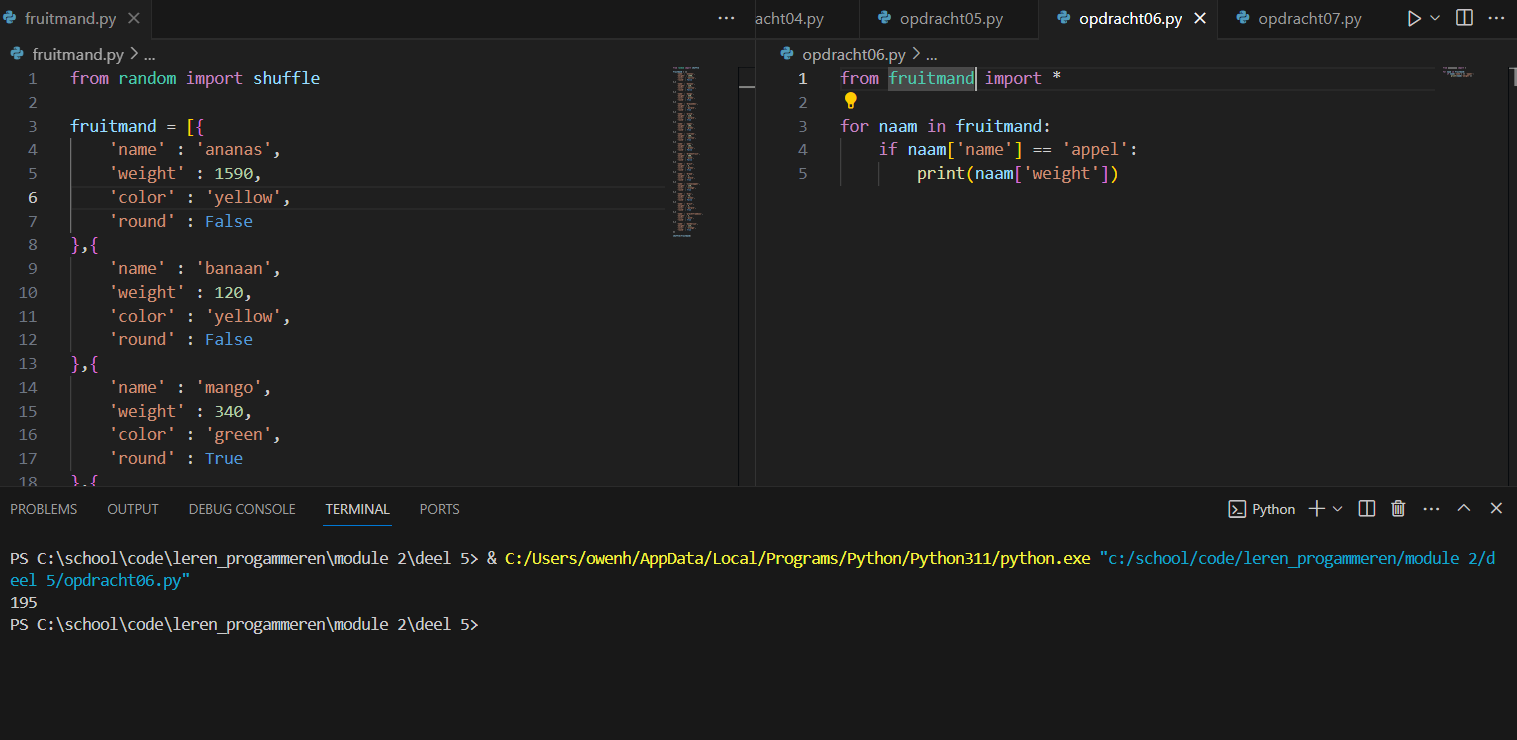 fruitmand.py
fruitmand.py > ...
1 from random import shuffle
2
3 fruitmand = [{
4 'name' : 'ananas',
5 'weight' : 1590,
6 'color' : 'yellow',
7 'round' : False
8 },{
9 'name' : 'banaan',
10 'weight' : 120,
11 'color' : 'yellow',
12 'round' : False
13 },{
14 'name' : 'mango',
15 'weight' : 340,
16 'color' : 'green',
17 'round' : True
18 },{
acht04.py opdracht05.py opdracht06.py opdracht07.py
opdracht06.py > ...
1 from fruitmand import *
2
3 for naam in fruitmand:
4 if naam['name'] == 'appel':
5 print(naam['weight'])
PROBLEMS OUTPUT DEBUG CONSOLE TERMINAL PORTS Python
PS C:\school\code\leren_progammeren\module 2\deel 5> & C:/Users/owenh/AppData/Local/Programs/Python/Python311/python.exe "c:/school/code/leren_progammeren/module 2/d
eel 5/opdracht06.py"
195
PS C:\school\code\leren_progammeren\module 2\deel 5>